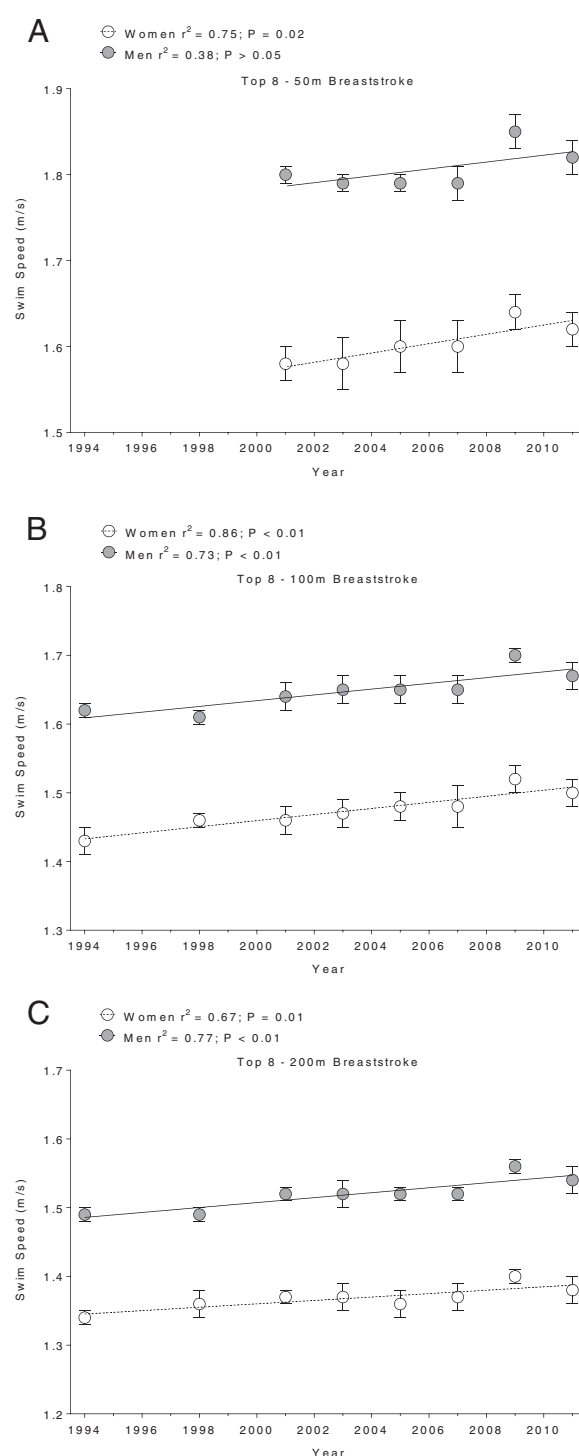 A
Women r² = 0.75; P = 0.02
Men r² = 0.38; P > 0.05
Top 8 - 50m Breaststroke
1.9
1.8
1.7
1.6
1.5
Swim Speed (m/s)
1994 1996 1998 2000 2002 2004 2006 2008 2010
Year
B
Women r² = 0.86; P < 0.01
Men r² = 0.73; P < 0.01
Top 8 - 100m Breaststroke
1.8
1.7
1.6
1.5
1.4
1.3
Swim Speed (m/s)
1994 1996 1998 2000 2002 2004 2006 2008 2010
Year
C
Women r² = 0.67; P = 0.01
Men r² = 0.77; P < 0.01
Top 8 - 200m Breaststroke
1.7
1.6
1.5
1.4
1.3
1.2
Swim Speed (m/s)
1994 1996 1998 2000 2002 2004 2006 2008 2010
Year